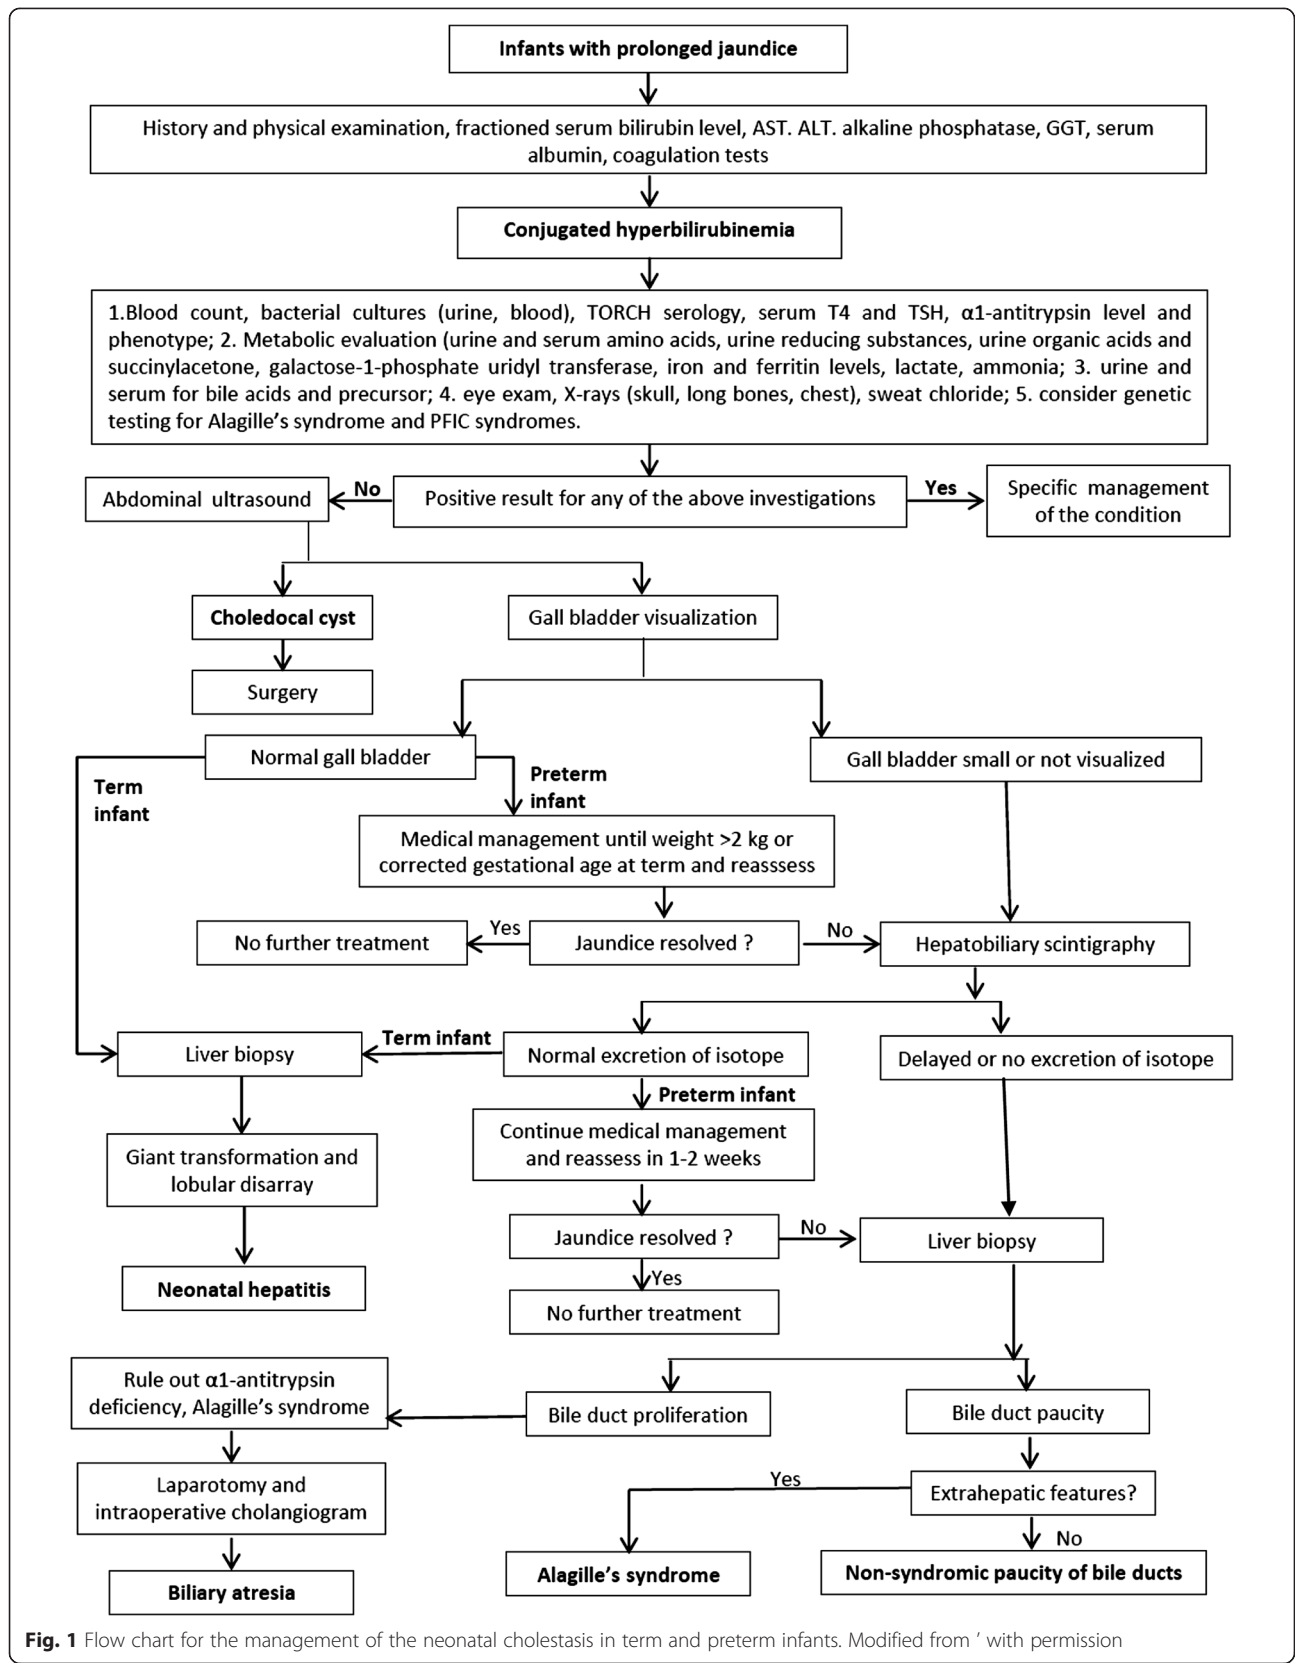 Infants with prolonged jaundice
History and physical examination, fractioned serum bilirubin level, AST. ALT. alkaline phosphatase, GGT, serum
albumin, coagulation tests
Conjugated hyperbilirubinemia
1.Blood count, bacterial cultures (urine, blood), TORCH serology, serum T4 and TSH, α1-antitrypsin level and
phenotype; 2. Metabolic evaluation (urine and serum amino acids, urine reducing substances, urine organic acids and
succinylacetone, galactose-1-phosphate uridyl transferase, iron and ferritin levels, lactate, ammonia; 3. urine and
serum for bile acids and precursor; 4. eye exam, X-rays (skull, long bones, chest), sweat chloride; 5. consider genetic
testing for Alagille’s syndrome and PFIC syndromes.
Abdominal ultrasound
No
Positive result for any of the above investigations
Yes
Specific management
of the condition
Choledocal cyst
Gall bladder visualization
Surgery
Normal gall bladder
Gall bladder small or not visualized
Term
infant
Preterm
infant
Medical management until weight >2 kg or
corrected gestational age at term and reasssess
No further treatment
Yes
Jaundice resolved ?
No
Hepatobiliary scintigraphy
Liver biopsy
Term infant
Normal excretion of isotope
Delayed or no excretion of isotope
Preterm infant
Continue medical management
and reassess in 1-2 weeks
Giant transformation and
lobular disarray
Jaundice resolved ?
No
Liver biopsy
Neonatal hepatitis
Yes
No further treatment
Rule out α1-antitrypsin
deficiency, Alagille’s syndrome
Bile duct proliferation
Bile duct paucity
Laparotomy and
intraoperative cholangiogram
Yes
Extrahepatic features?
No
Biliary atresia
Alagille’s syndrome
Non-syndromic paucity of bile ducts
Fig. 1 Flow chart for the management of the neonatal cholestasis in term and preterm infants. Modified from ’ with permission